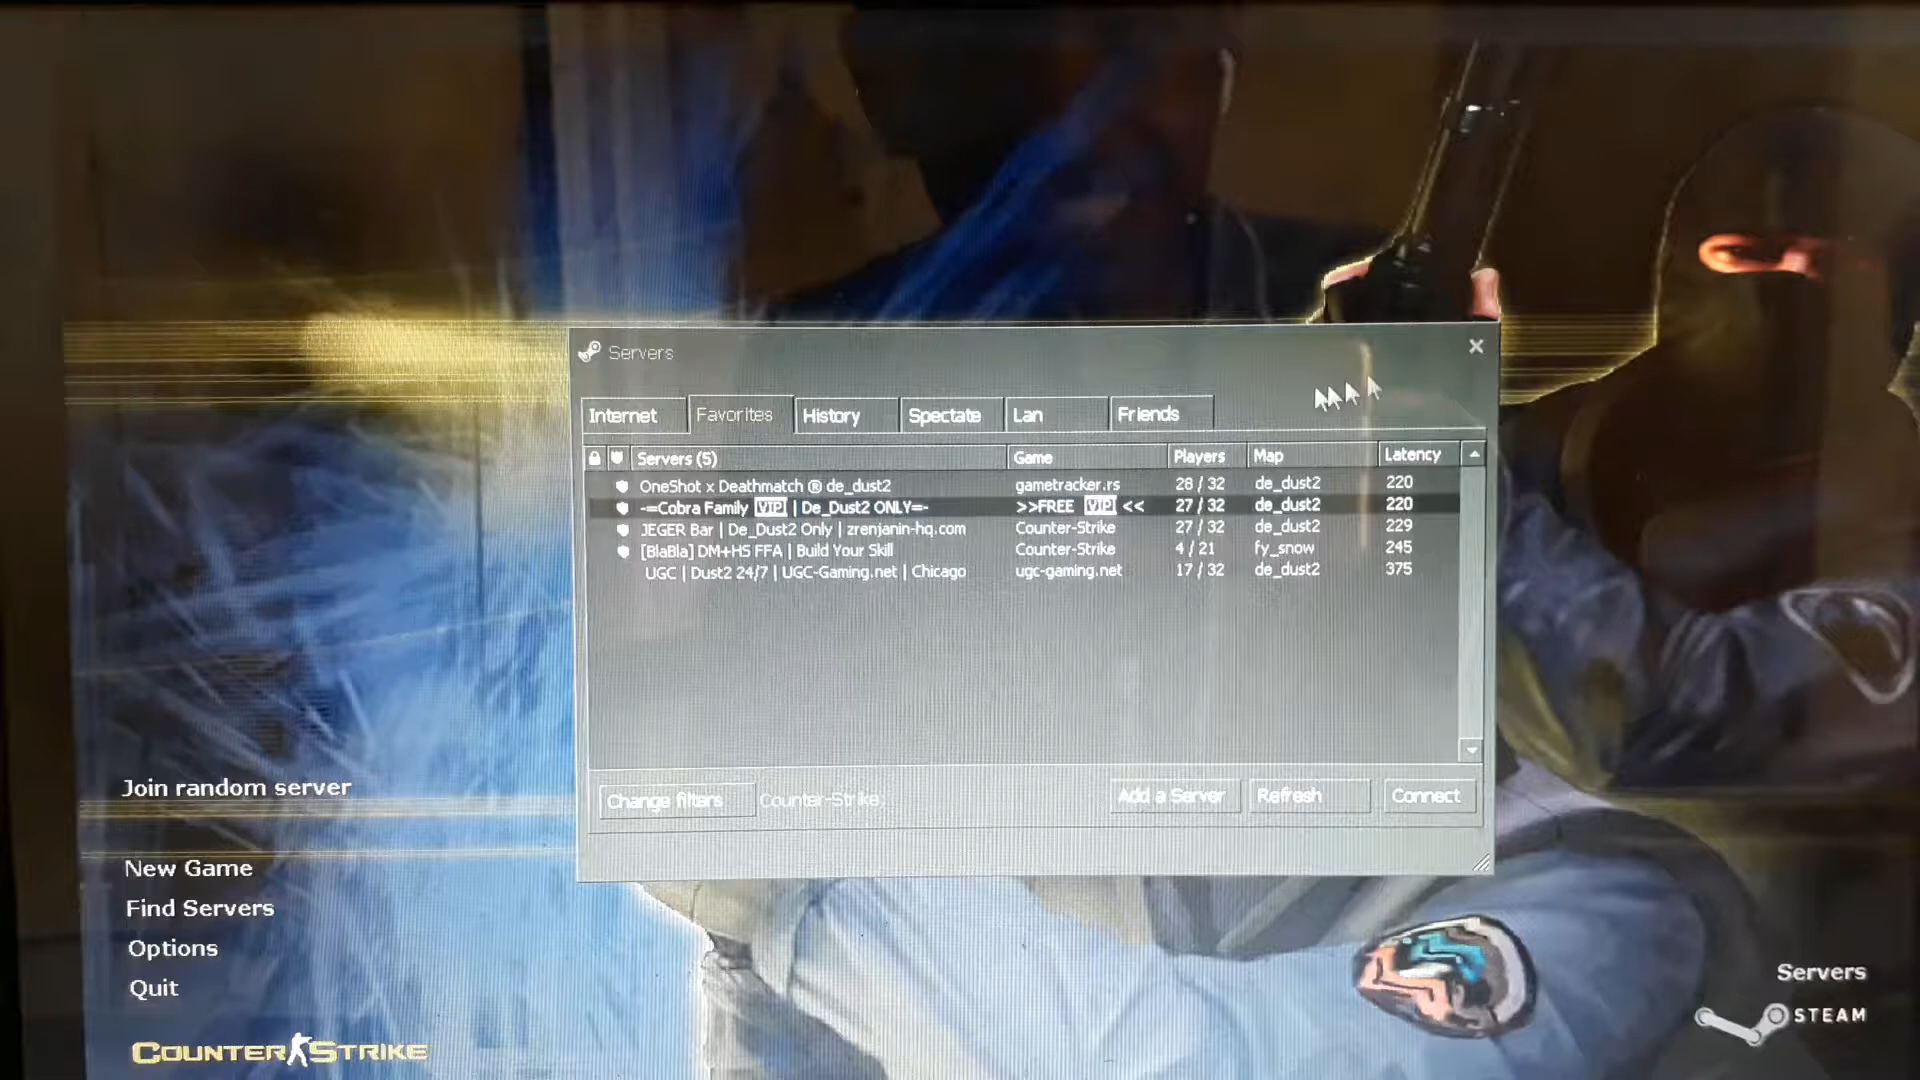 Servers
Internet Favorites History Spectate Lan Friends
Servers (5) Game Players Map Latency
OneShot x Deathmatch ® de_dust2 gametracker.rs 28 / 32 de_dust2 220
-=Cobra Family VIP | De_Dust2 ONLY=- >>FREE VIP << 27 / 32 de_dust2 220
JEGER Bar | De_Dust2 Only | zrenjanin-hq.com Counter-Strike 27 / 32 de_dust2 229
[BlaBla] DM+HS FFA | Build Your Skill Counter-Strike 4 / 21 fy_snow 245
UGC | Dust2 24/7 | UGC-Gaming.net | Chicago ugc-gaming.net 17 / 32 de_dust2 375
Change filters Counter-Strike; Add a Server Refresh Connect
Join random server
New Game
Find Servers
Options
Quit
COUNTER STRIKE
Servers
STEAM